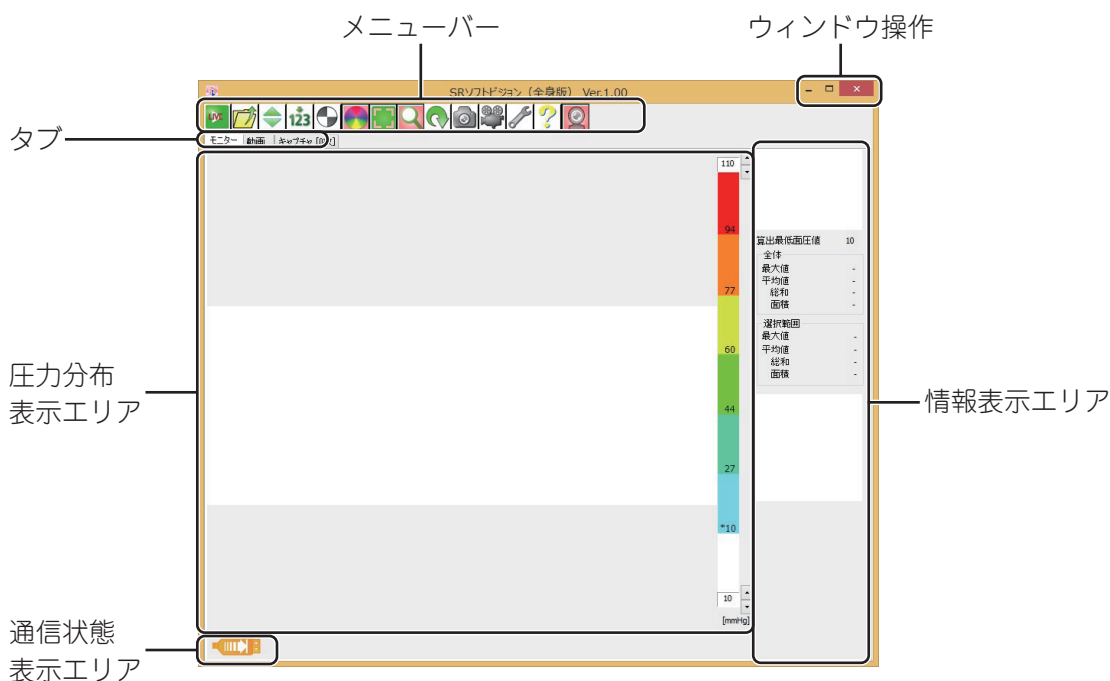 メニューバー
ウィンドウ操作
SRソフトビジョン（全身版） Ver.1.00
LIVE
123
タブ
モニター 動画 キャプチャ
110
94
77
60
44
27
*10
10
[mmHg]
算出最低面圧値 10
全体
最大値 -
平均値 -
総和 -
面積 -
選択範囲
最大値 -
平均値 -
総和 -
面積 -
圧力分布
表示エリア
情報表示エリア
通信状態
表示エリア